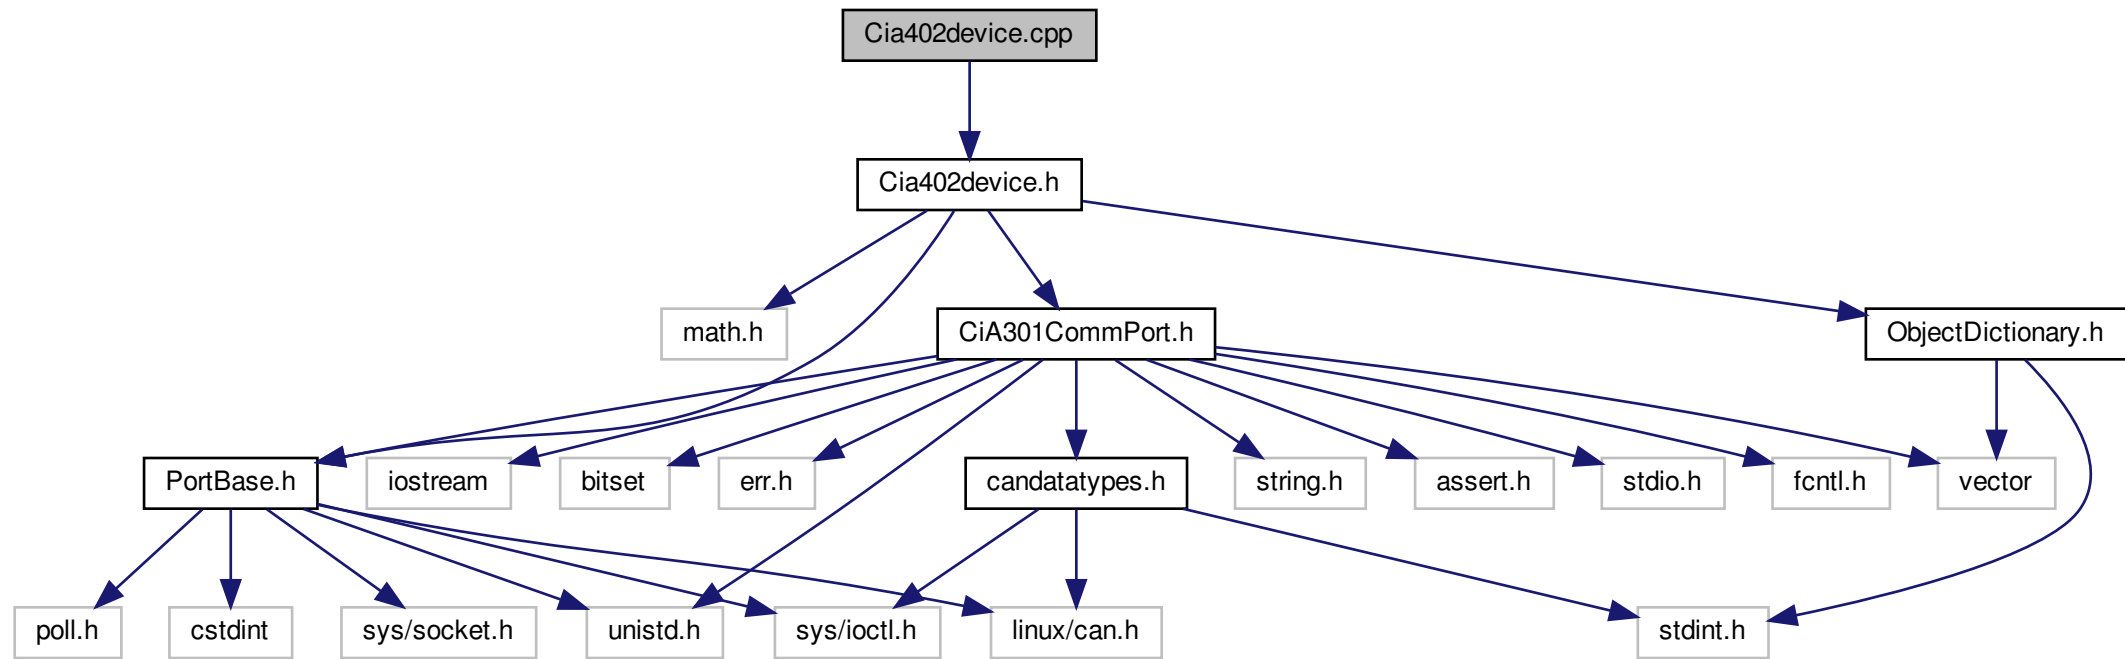 Cia402device.cpp
Cia402device.h
math.h
CiA301CommPort.h
ObjectDictionary.h
PortBase.h
iostream
bitset
err.h
candatatypes.h
string.h
assert.h
stdio.h
fcntl.h
vector
poll.h
cstdint
sys/socket.h
unistd.h
sys/ioctl.h
linux/can.h
stdint.h